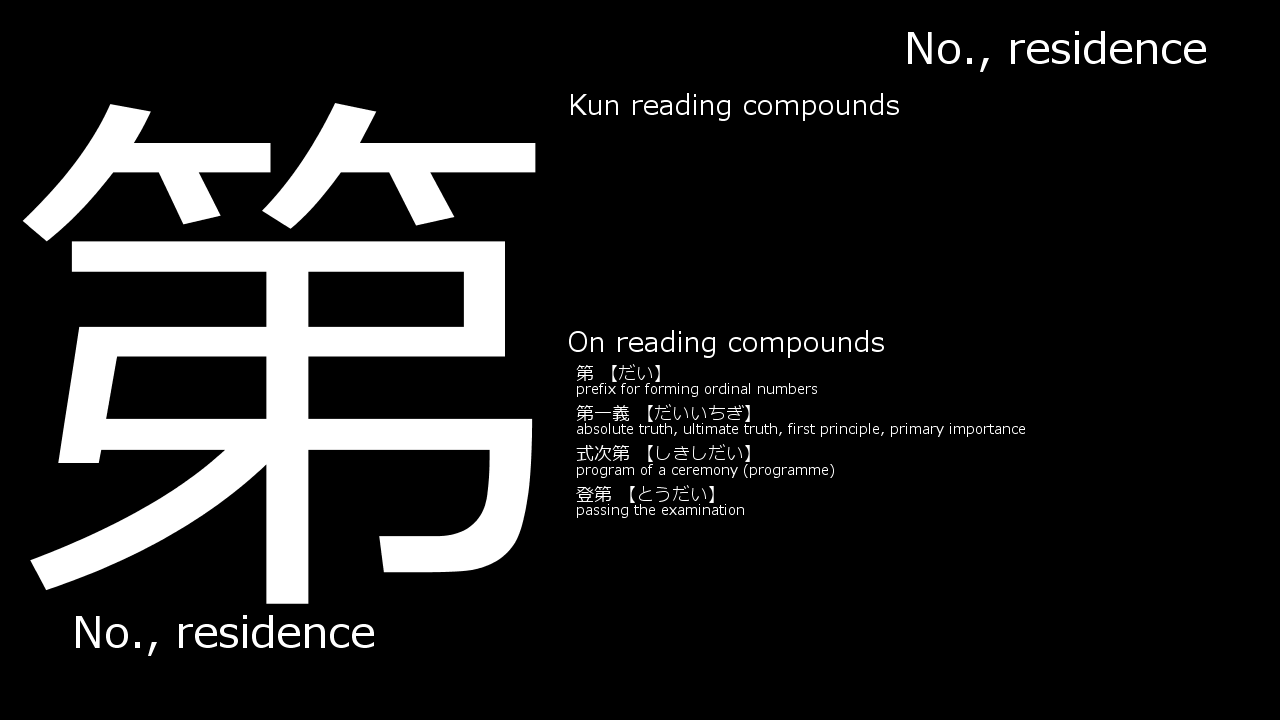 No., residence
第
Kun reading compounds
On reading compounds
第 【だい】
prefix for forming ordinal numbers
第一義 【だいいちぎ】
absolute truth, ultimate truth, first principle, primary importance
式次第 【しきしだい】
program of a ceremony (programme)
登第 【とうだい】
passing the examination
No., residence